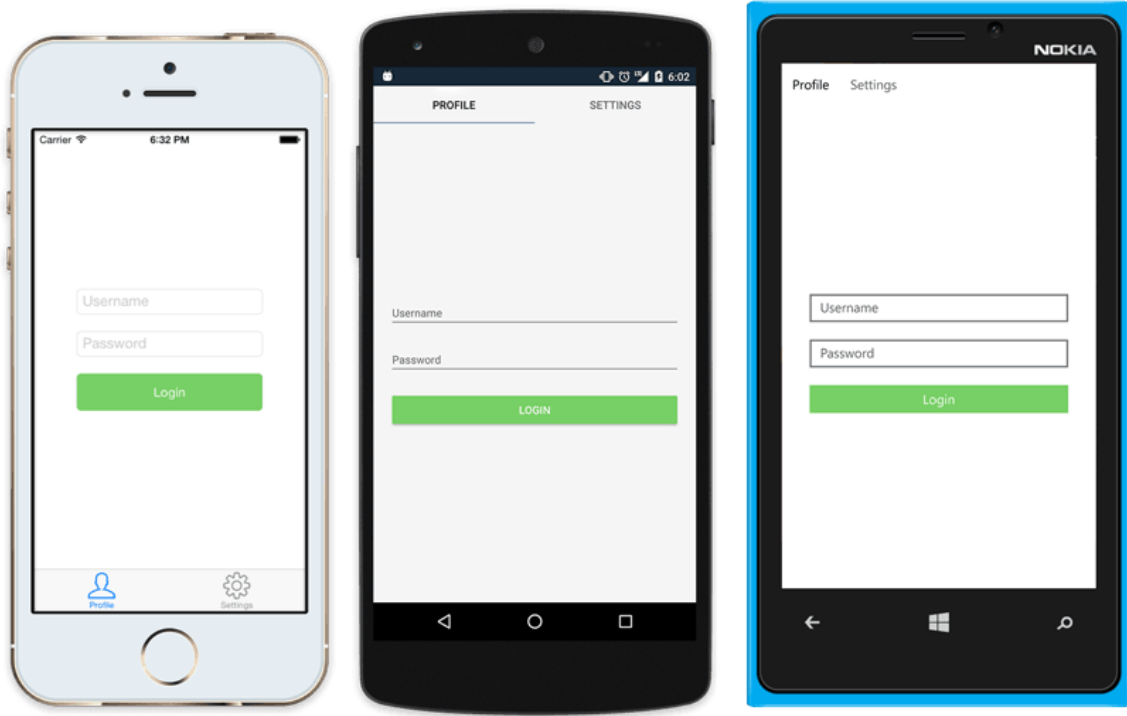 Carrier
6:32 PM
Username
Password
Login
Profile
Settings
6:02
PROFILE
SETTINGS
Username
Password
LOGIN
NOKIA
Profile
Settings
Username
Password
Login